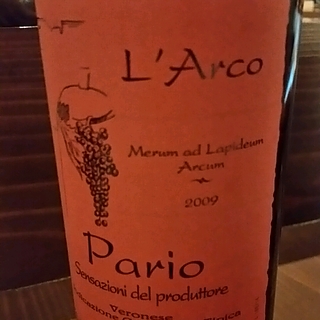 L'Arco
Merum ad Lapideum
Arcum
2009
Pario
Sensazioni del produttore
Veronese